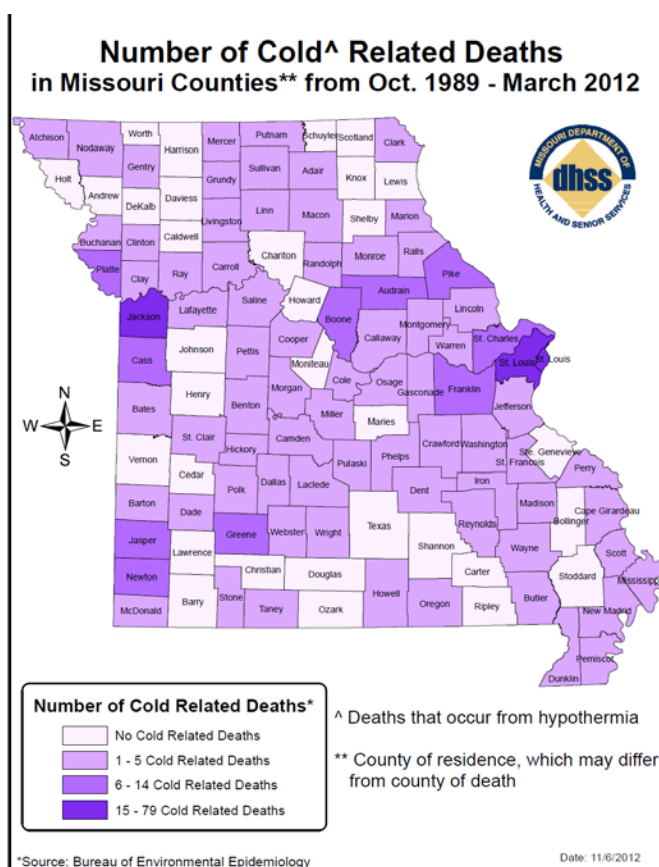 Number of Cold^ Related Deaths
in Missouri Counties** from Oct. 1989 - March 2012
MISSOURI DEPARTMENT OF
dhss
HEALTH AND SENIOR SERVICES
Atchison
Nodaway
Worth
Harrison
Mercer
Putnam
Schuyler
Scotland
Clark
Holt
Andrew
Gentry
DeKalb
Daviess
Grundy
Sullivan
Adair
Knox
Lewis
Buchanan
Clinton
Caldwell
Livingston
Linn
Macon
Shelby
Marion
Platte
Clay
Ray
Carroll
Chariton
Randolph
Monroe
Ralls
Pike
Jackson
Lafayette
Saline
Howard
Boone
Audrain
Callaway
Montgomery
Lincoln
Warren
St. Charles
St. Louis
St. Louis
Cass
Johnson
Pettis
Cooper
Moniteau
Cole
Osage
Gasconade
Franklin
Jefferson
Bates
Henry
Benton
Morgan
Miller
Maries
Crawford
Washington
Ste. Genevieve
St. Francois
Perry
Vernon
St. Clair
Hickory
Camden
Pulaski
Phelps
Dent
Iron
Madison
Cape Girardeau
Bollinger
Barton
Cedar
Dade
Polk
Dallas
Laclede
Texas
Reynolds
Wayne
Scott
Jasper
Greene
Webster
Wright
Shannon
Carter
Stoddard
Mississippi
Newton
Lawrence
Christian
Douglas
Howell
Oregon
Ripley
Butler
New Madrid
McDonald
Barry
Stone
Taney
Ozark
Dunklin
Pemiscot
N
W
E
S
Number of Cold Related Deaths*
No Cold Related Deaths
1 - 5 Cold Related Deaths
6 - 14 Cold Related Deaths
15 - 79 Cold Related Deaths
^ Deaths that occur from hypothermia
** County of residence, which may differ
from county of death
*Source: Bureau of Environmental Epidemiology
Date: 11/6/2012